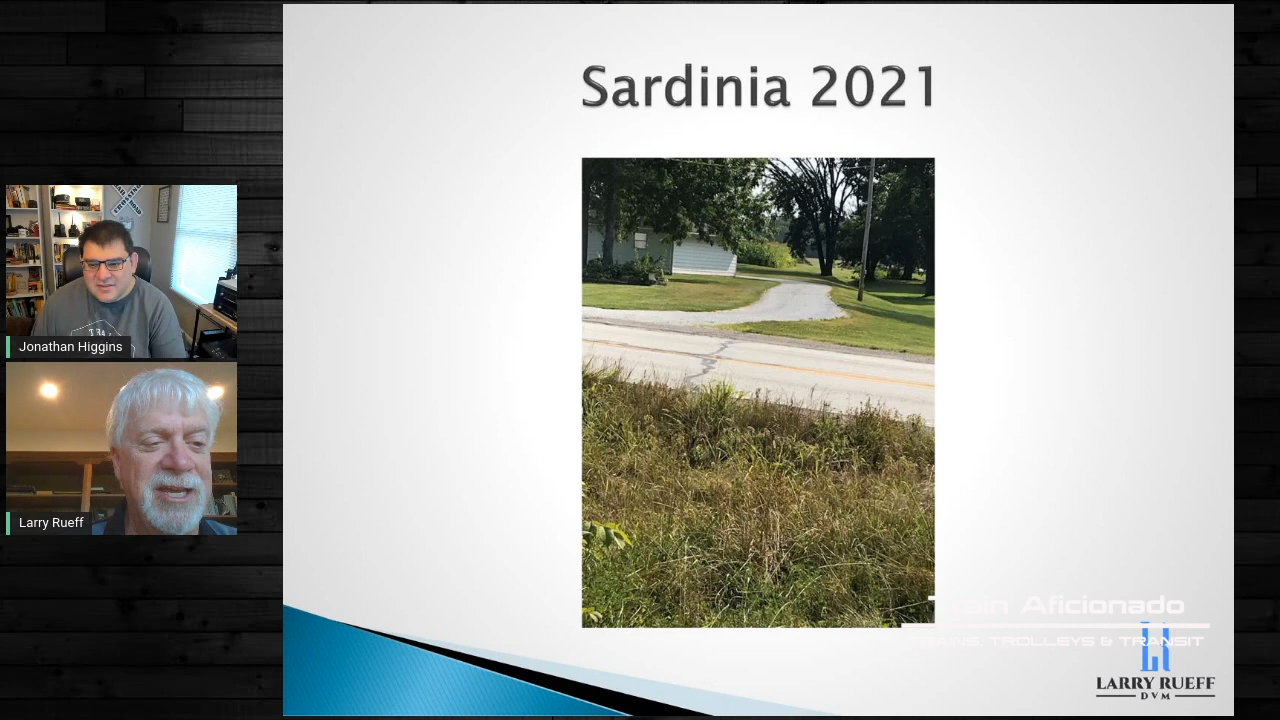 Sardinia 2021
Jonathan Higgins
Larry Rueff
Train Aficionado
TRAINS, TROLLEYS & TRANSIT
LARRY RUEFF
DVM